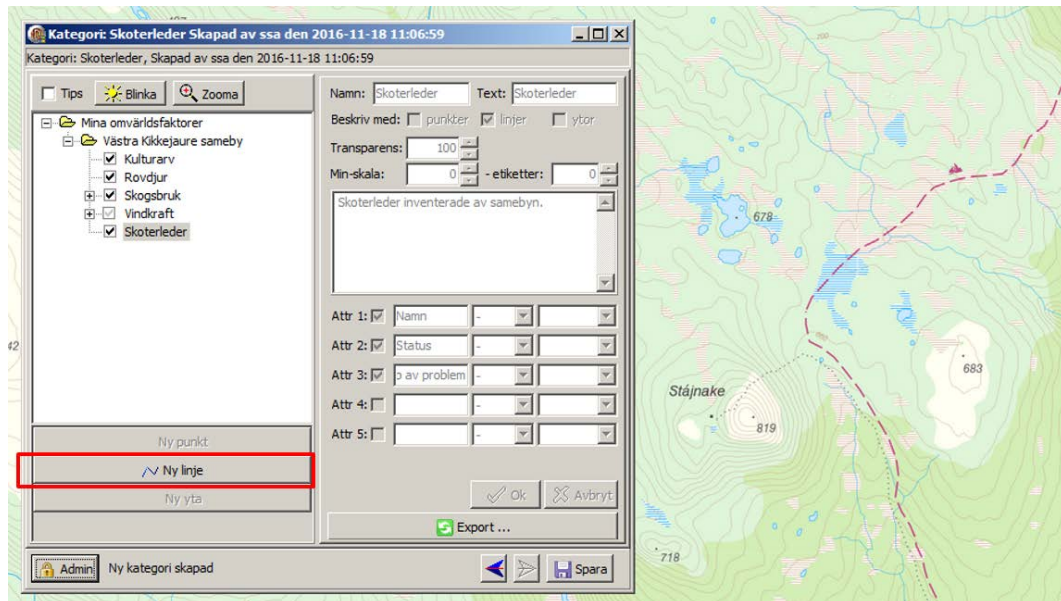 Kategori: Skoterleder Skapad av ssa den 2016-11-18 11:06:59
Kategori: Skoterleder, Skapad av ssa den 2016-11-18 11:06:59
Tips Blinka Zooma
Mina omvärldsfaktorer
Västra Kikkejaure sameby
Kulturarv
Rovdjur
Skogsbruk
Vindkraft
Skoterleder
Ny punkt
Ny linje
Ny yta
Namn: Skoterleder Text: Skoterleder
Beskriv med: punkter linjer ytor
Transparens: 100
Min-skala: 0 - etiketter: 0
Skoterleder inventerade av samebyn.
Attr 1: Namn -
Attr 2: Status -
Attr 3: av problem -
Attr 4: -
Attr 5: -
Ok Avbryt
Export ...
Admin Ny kategori skapad Spara
678
683
Stájnake
819
718
42